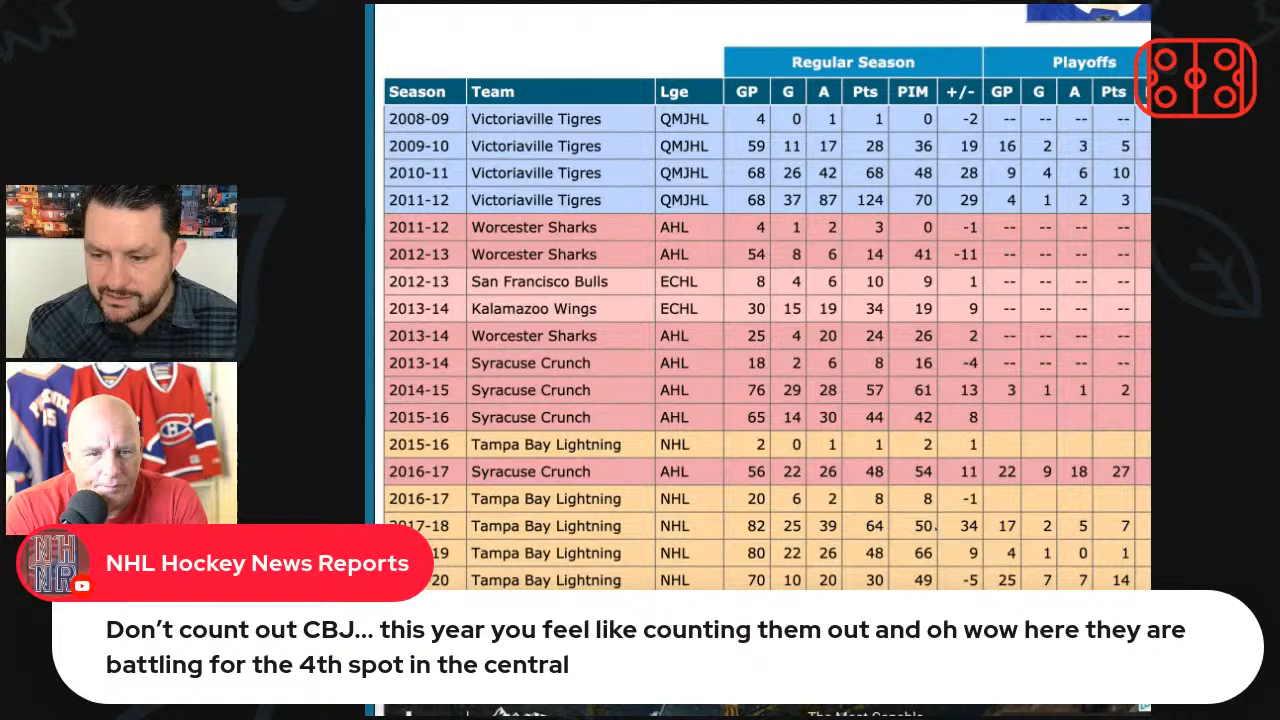 Regular Season Playoffs
Season Team Lge GP G A Pts PIM +/- GP G A Pts
2008-09 Victoriaville Tigres QMJHL 4 0 1 1 0 -2 -- -- -- --
2009-10 Victoriaville Tigres QMJHL 59 11 17 28 36 19 16 2 3 5
2010-11 Victoriaville Tigres QMJHL 68 26 42 68 48 28 9 4 6 10
2011-12 Victoriaville Tigres QMJHL 68 37 87 124 70 29 4 1 2 3
2011-12 Worcester Sharks AHL 4 1 2 3 0 -1 -- -- -- --
2012-13 Worcester Sharks AHL 54 8 6 14 41 -11 -- -- -- --
2012-13 San Francisco Bulls ECHL 8 4 6 10 9 1 -- -- -- --
2013-14 Kalamazoo Wings ECHL 30 15 19 34 19 9 -- -- -- --
2013-14 Worcester Sharks AHL 25 4 20 24 26 2 -- -- -- --
2013-14 Syracuse Crunch AHL 18 2 6 8 16 -4 -- -- -- --
2014-15 Syracuse Crunch AHL 76 29 28 57 61 13 3 1 1 2
2015-16 Syracuse Crunch AHL 65 14 30 44 42 8
2015-16 Tampa Bay Lightning NHL 2 0 1 1 2 1
2016-17 Syracuse Crunch AHL 56 22 26 48 54 11 22 9 18 27
2016-17 Tampa Bay Lightning NHL 20 6 2 8 8 -1
2017-18 Tampa Bay Lightning NHL 82 25 39 64 50 34 17 2 5 7
19 Tampa Bay Lightning NHL 80 22 26 48 66 9 4 1 0 1
20 Tampa Bay Lightning NHL 70 10 20 30 49 -5 25 7 7 14
NH
NR
NHL Hockey News Reports
Don't count out CBJ... this year you feel like counting them out and oh wow here they are
battling for the 4th spot in the central